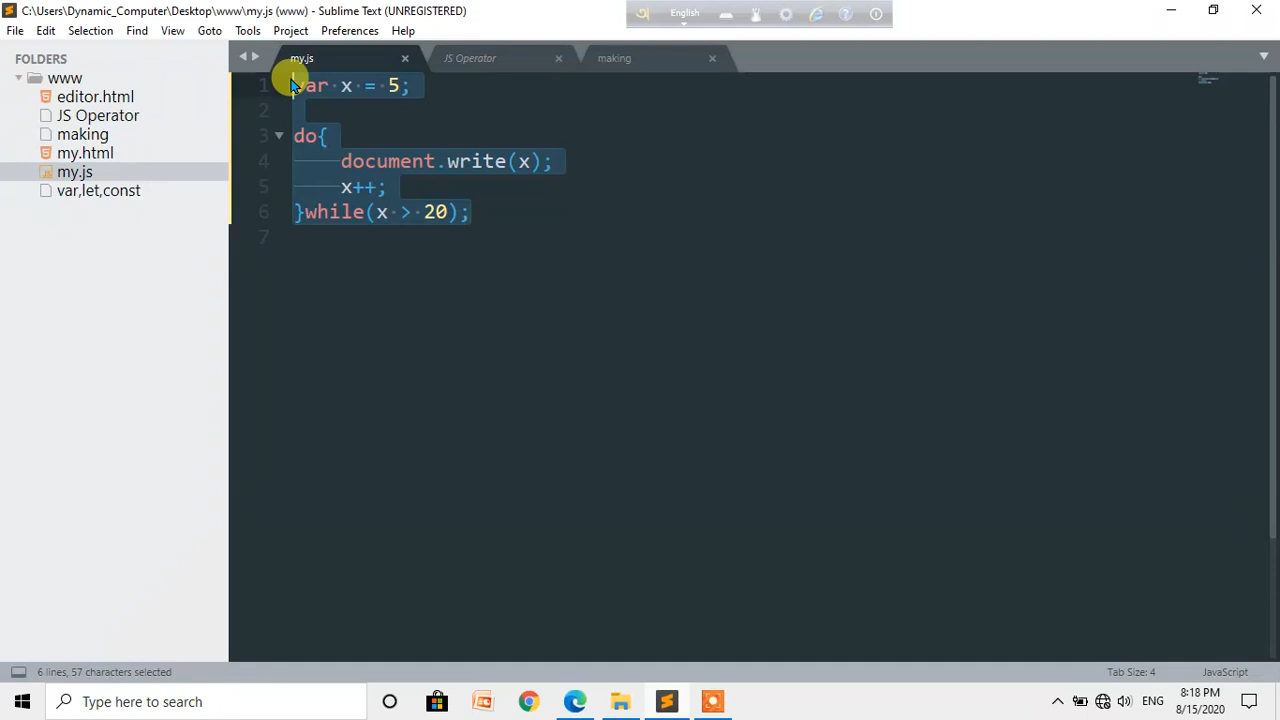 C:\Users\Dynamic_Computer\Desktop\www\my.js (www) - Sublime Text (UNREGISTERED)
অ English
File Edit Selection Find View Goto Tools Project Preferences Help
FOLDERS
www
editor.html
JS Operator
making
my.html
my.js
var,let,const
my.js JS Operator making
1 var x = 5;
2
3 do{
4 document.write(x);
5 x++;
6 }while(x > 20);
7
6 lines, 57 characters selected Tab Size: 4 JavaScript
Type here to search ENG 8:18 PM
8/15/2020